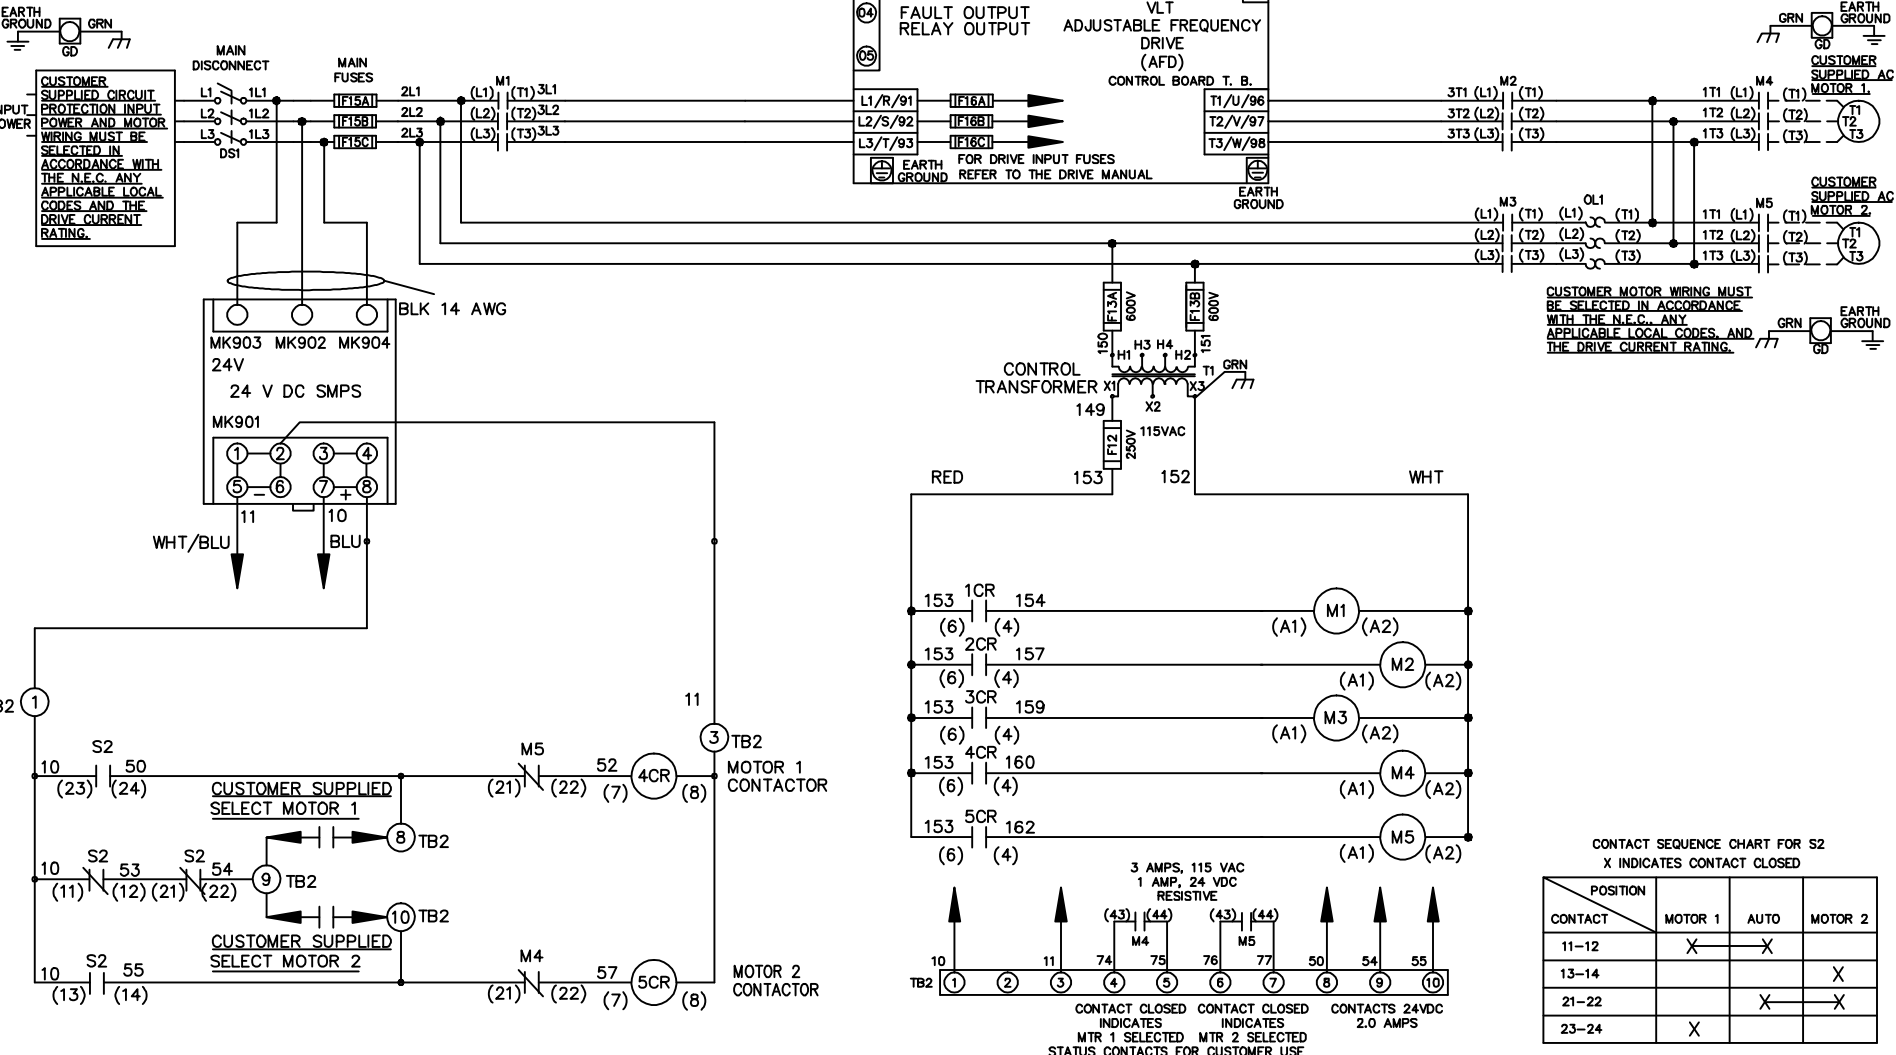 EARTH
GROUND
GRN
GD
CUSTOMER
SUPPLIED CIRCUIT
PROTECTION INPUT
POWER AND MOTOR
WIRING MUST BE
SELECTED IN
ACCORDANCE WITH
THE N.E.C. ANY
APPLICABLE LOCAL
CODES AND THE
DRIVE CURRENT
RATING.
MAIN
DISCONNECT
L1 1L1
L2 1L2
L3 1L3
DS1
MAIN
FUSES
F15A
F15B
F15C
2L1
2L2
2L3
M1
(L1) (T1) 3L1
(L2) (T2) 3L2
(L3) (T3) 3L3
04
05
FAULT OUTPUT
RELAY OUTPUT
VLT
ADJUSTABLE FREQUENCY
DRIVE
(AFD)
CONTROL BOARD T. B.
L1/R/91 F16A T1/U/96
L2/S/92 F16B T2/V/97
L3/T/93 F16C T3/W/98
EARTH
GROUND
FOR DRIVE INPUT FUSES
REFER TO THE DRIVE MANUAL
EARTH
GROUND
M2
3T1 (L1) (T1)
3T2 (L2) (T2)
3T3 (L3) (T3)
M4
1T1 (L1) (T1)
1T2 (L2) (T2)
1T3 (L3) (T3)
GRN
GD
EARTH
GROUND
CUSTOMER
SUPPLIED AC
MOTOR 1.
T1
T2
T3
M3
(L1) (T1)
(L2) (T2)
(L3) (T3)
OL1
(L1) (T1)
(L2) (T2)
(L3) (T3)
M5
1T1 (L1) (T1)
1T2 (L2) (T2)
1T3 (L3) (T3)
CUSTOMER
SUPPLIED AC
MOTOR 2.
T1
T2
T3
CUSTOMER MOTOR WIRING MUST
BE SELECTED IN ACCORDANCE
WITH THE N.E.C., ANY
APPLICABLE LOCAL CODES, AND
THE DRIVE CURRENT RATING.
GRN
GD
EARTH
GROUND
BLK 14 AWG
MK903 MK902 MK904
24V
24 V DC SMPS
MK901
1 2 3 4
5 − 6 7 + 8
11 10
WHT/BLU BLU
F13A 600V
F13B 600V
150 151
H1 H3 H4 H2
CONTROL
TRANSFORMER
T1
GRN
X1 X2 X3
149
115VAC
F12 250V
153 152
RED WHT
153 1CR 154 M1
(6) (4) (A1) (A2)
153 2CR 157 M2
(6) (4) (A1) (A2)
153 3CR 159 M3
(6) (4) (A1) (A2)
153 4CR 160 M4
(6) (4) (A1) (A2)
153 5CR 162 M5
(6) (4) (A1) (A2)
1
11
3 TB2
10 S2 50 M5 52 4CR
(23) (24) (21) (22) (7) (8)
MOTOR 1
CONTACTOR
CUSTOMER SUPPLIED
SELECT MOTOR 1
8 TB2
10 S2 53 S2 54
(11) (12) (21) (22)
9 TB2
10 TB2
CUSTOMER SUPPLIED
SELECT MOTOR 2
10 S2 55 M4 57 5CR
(13) (14) (21) (22) (7) (8)
MOTOR 2
CONTACTOR
3 AMPS, 115 VAC
1 AMP, 24 VDC
RESISTIVE
(43) (44) (43) (44)
M4 M5
10 11 74 75 76 77 50 54 55
TB2 1 2 3 4 5 6 7 8 9 10
CONTACT CLOSED
INDICATES
MTR 1 SELECTED
CONTACT CLOSED
INDICATES
MTR 2 SELECTED
CONTACTS 24VDC
2.0 AMPS
STATUS CONTACTS FOR CUSTOMER USE
CONTACT SEQUENCE CHART FOR S2
X INDICATES CONTACT CLOSED
POSITION
CONTACT MOTOR 1 AUTO MOTOR 2
11-12 X X
13-14 X
21-22 X X
23-24 X